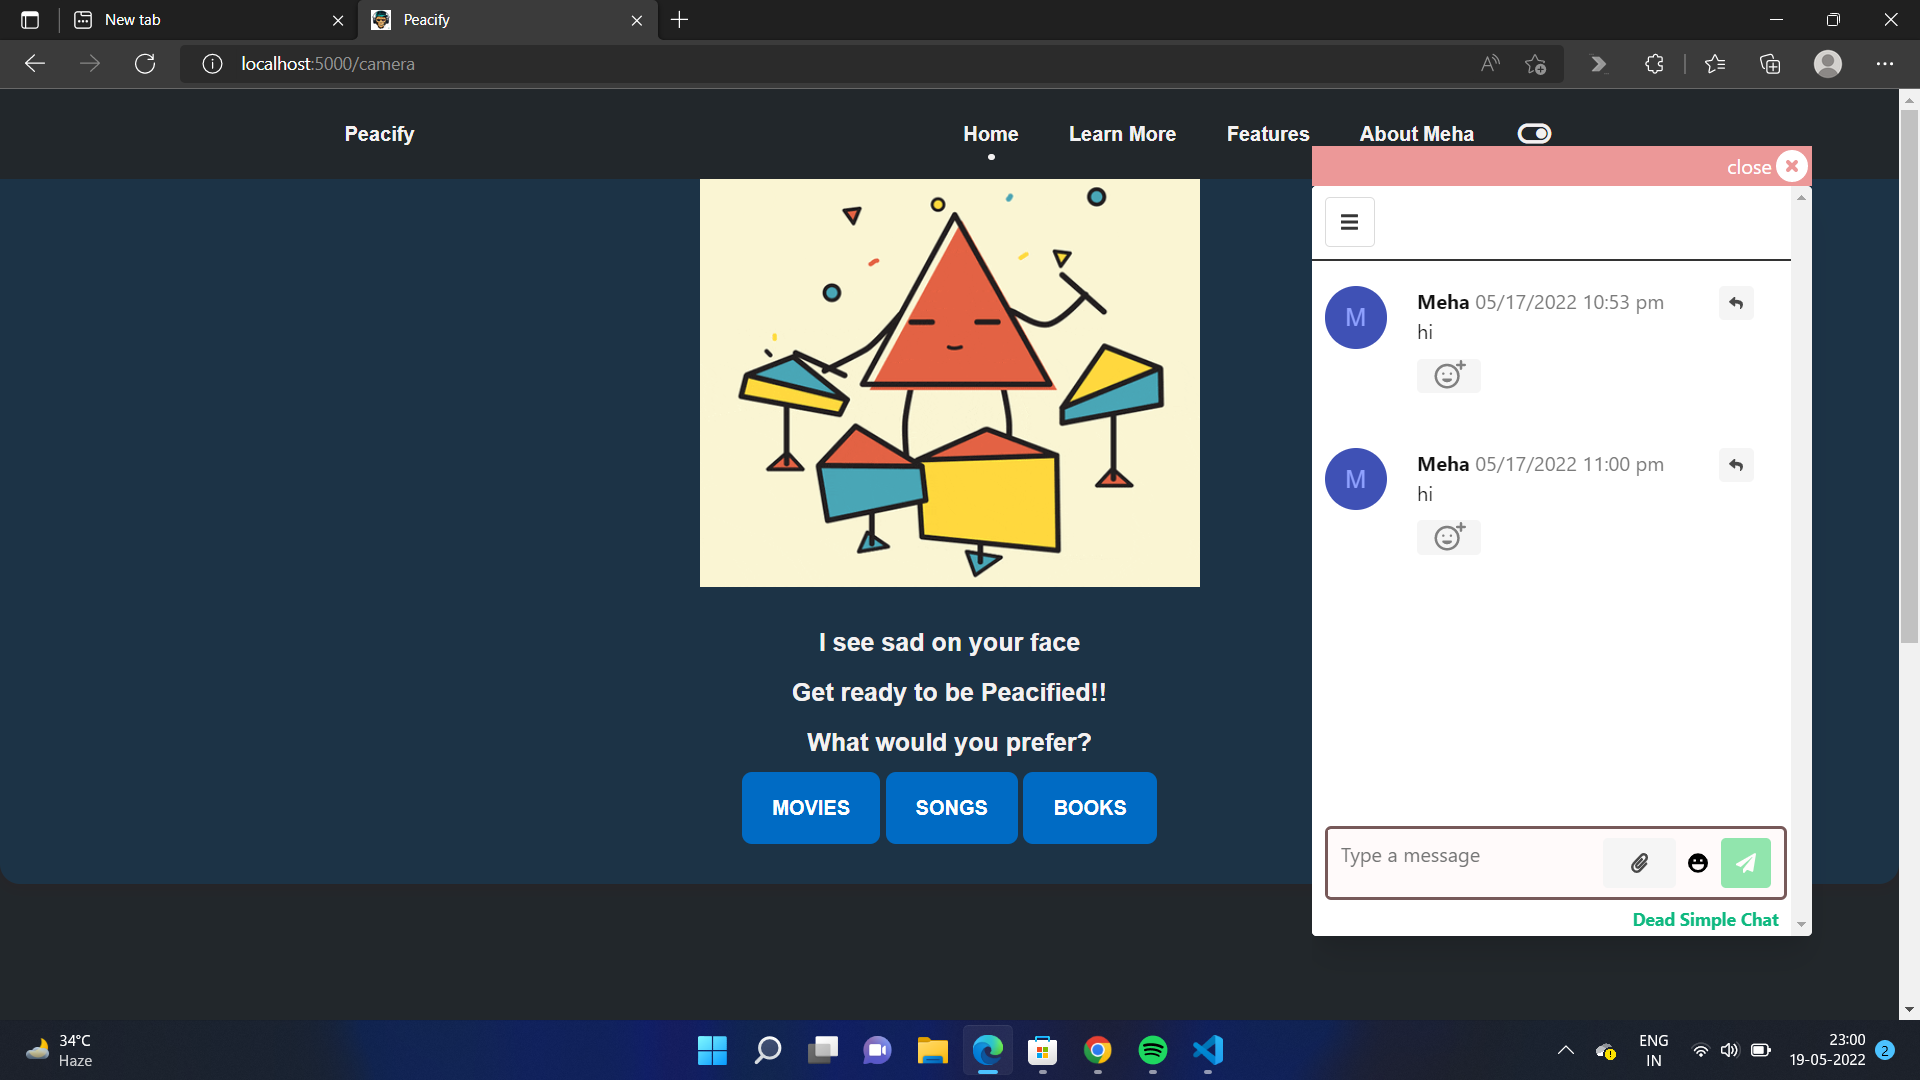 New tab
Peacify
localhost:5000/camera
Peacify
Home
Learn More
Features
About Meha
close
M
Meha 05/17/2022 10:53 pm
hi
M
Meha 05/17/2022 11:00 pm
hi
I see sad on your face
Get ready to be Peacified!!
What would you prefer?
MOVIES
SONGS
BOOKS
Type a message
Dead Simple Chat
34°C
Haze
ENG
IN
23:00
19-05-2022
2